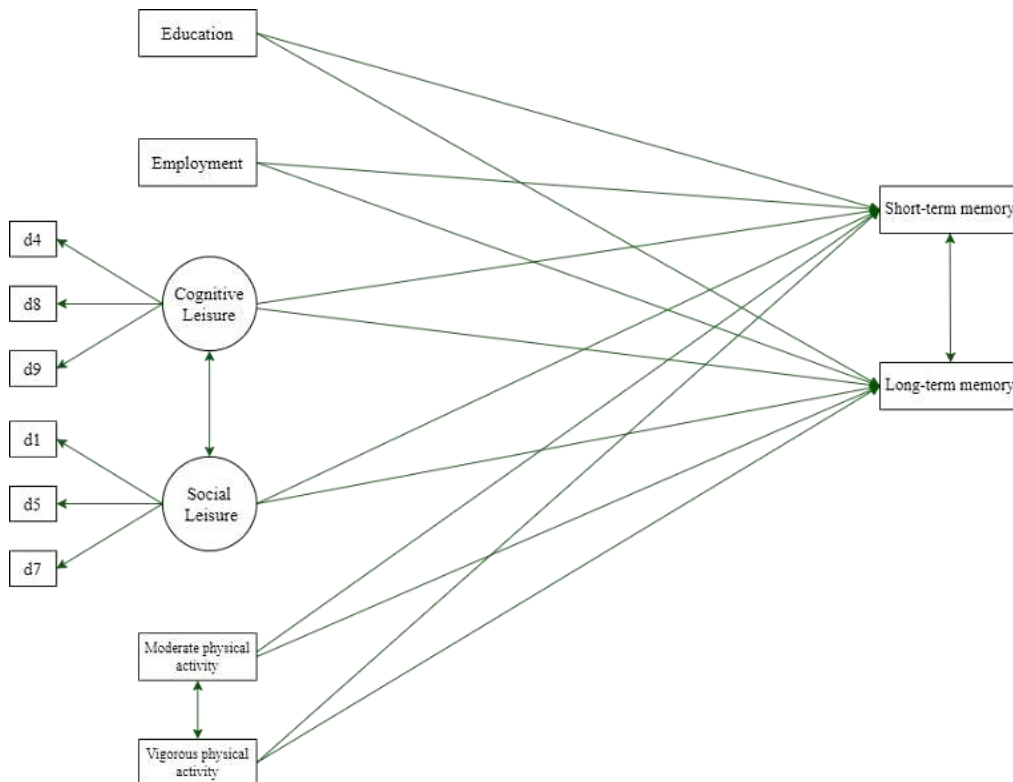 Education
Employment
Short-term memory
d4
Cognitive
Leisure
d8
d9
Long-term memory
d1
Social
Leisure
d5
d7
Moderate physical
activity
Vigorous physical
activity